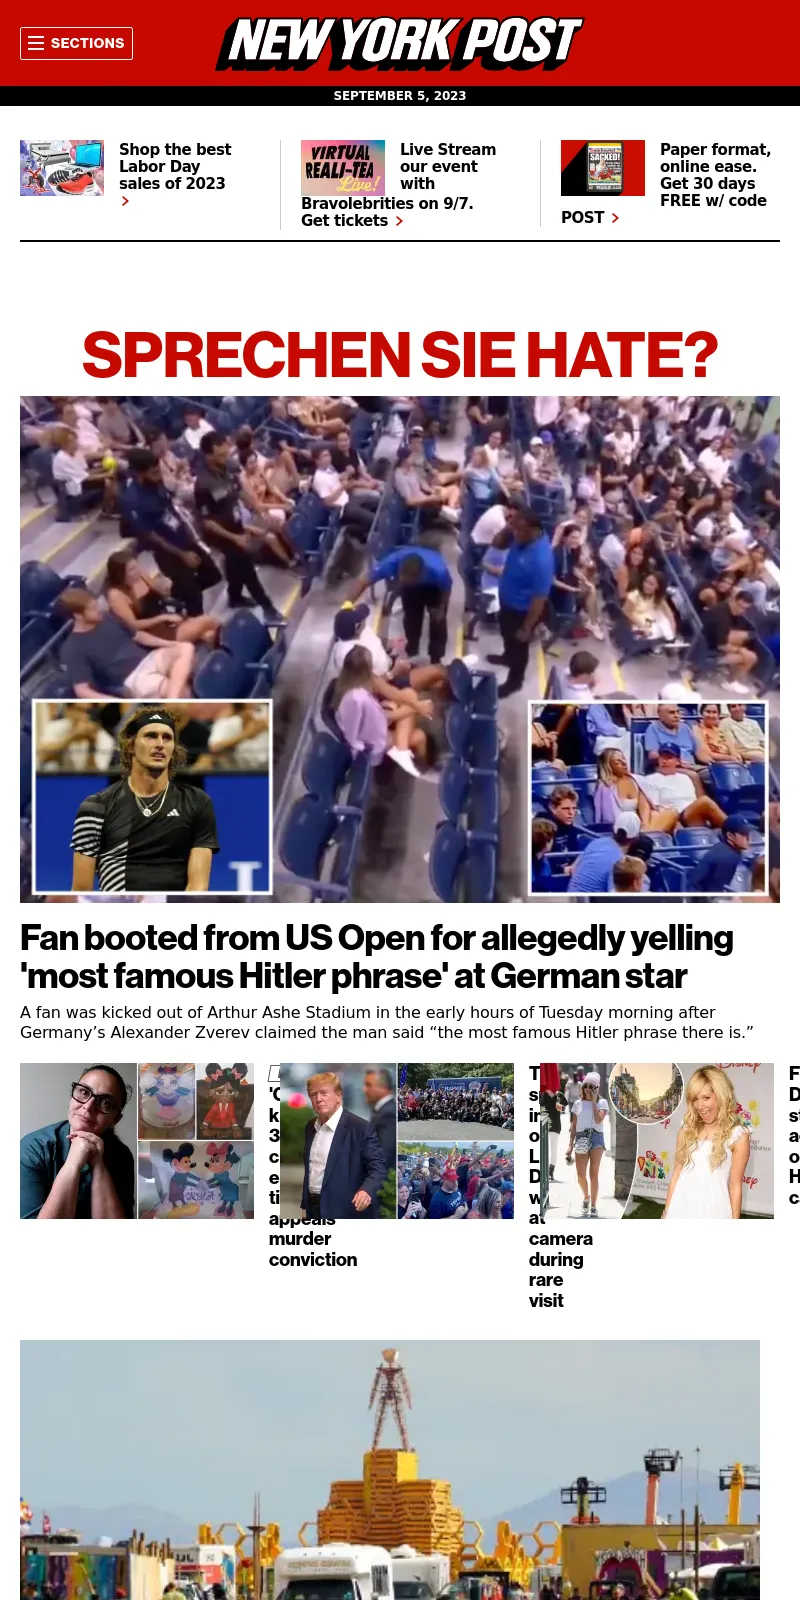 SECTIONS
NEW YORK POST
SEPTEMBER 5, 2023
Shop the best
Labor Day
sales of 2023
VIRTUAL
REALI-TEA
Live!
Live Stream
our event
with
Bravolebrities on 9/7.
Get tickets
SACKED!
Paper format,
online ease.
Get 30 days
FREE w/ code
POST
SPRECHEN SIE HATE?
Fan booted from US Open for allegedly yelling
'most famous Hitler phrase' at German star
A fan was kicked out of Arthur Ashe Stadium in the early hours of Tuesday morning after
Germany’s Alexander Zverev claimed the man said “the most famous Hitler phrase there is.”
appeals
murder
conviction
at
camera
during
rare
visit